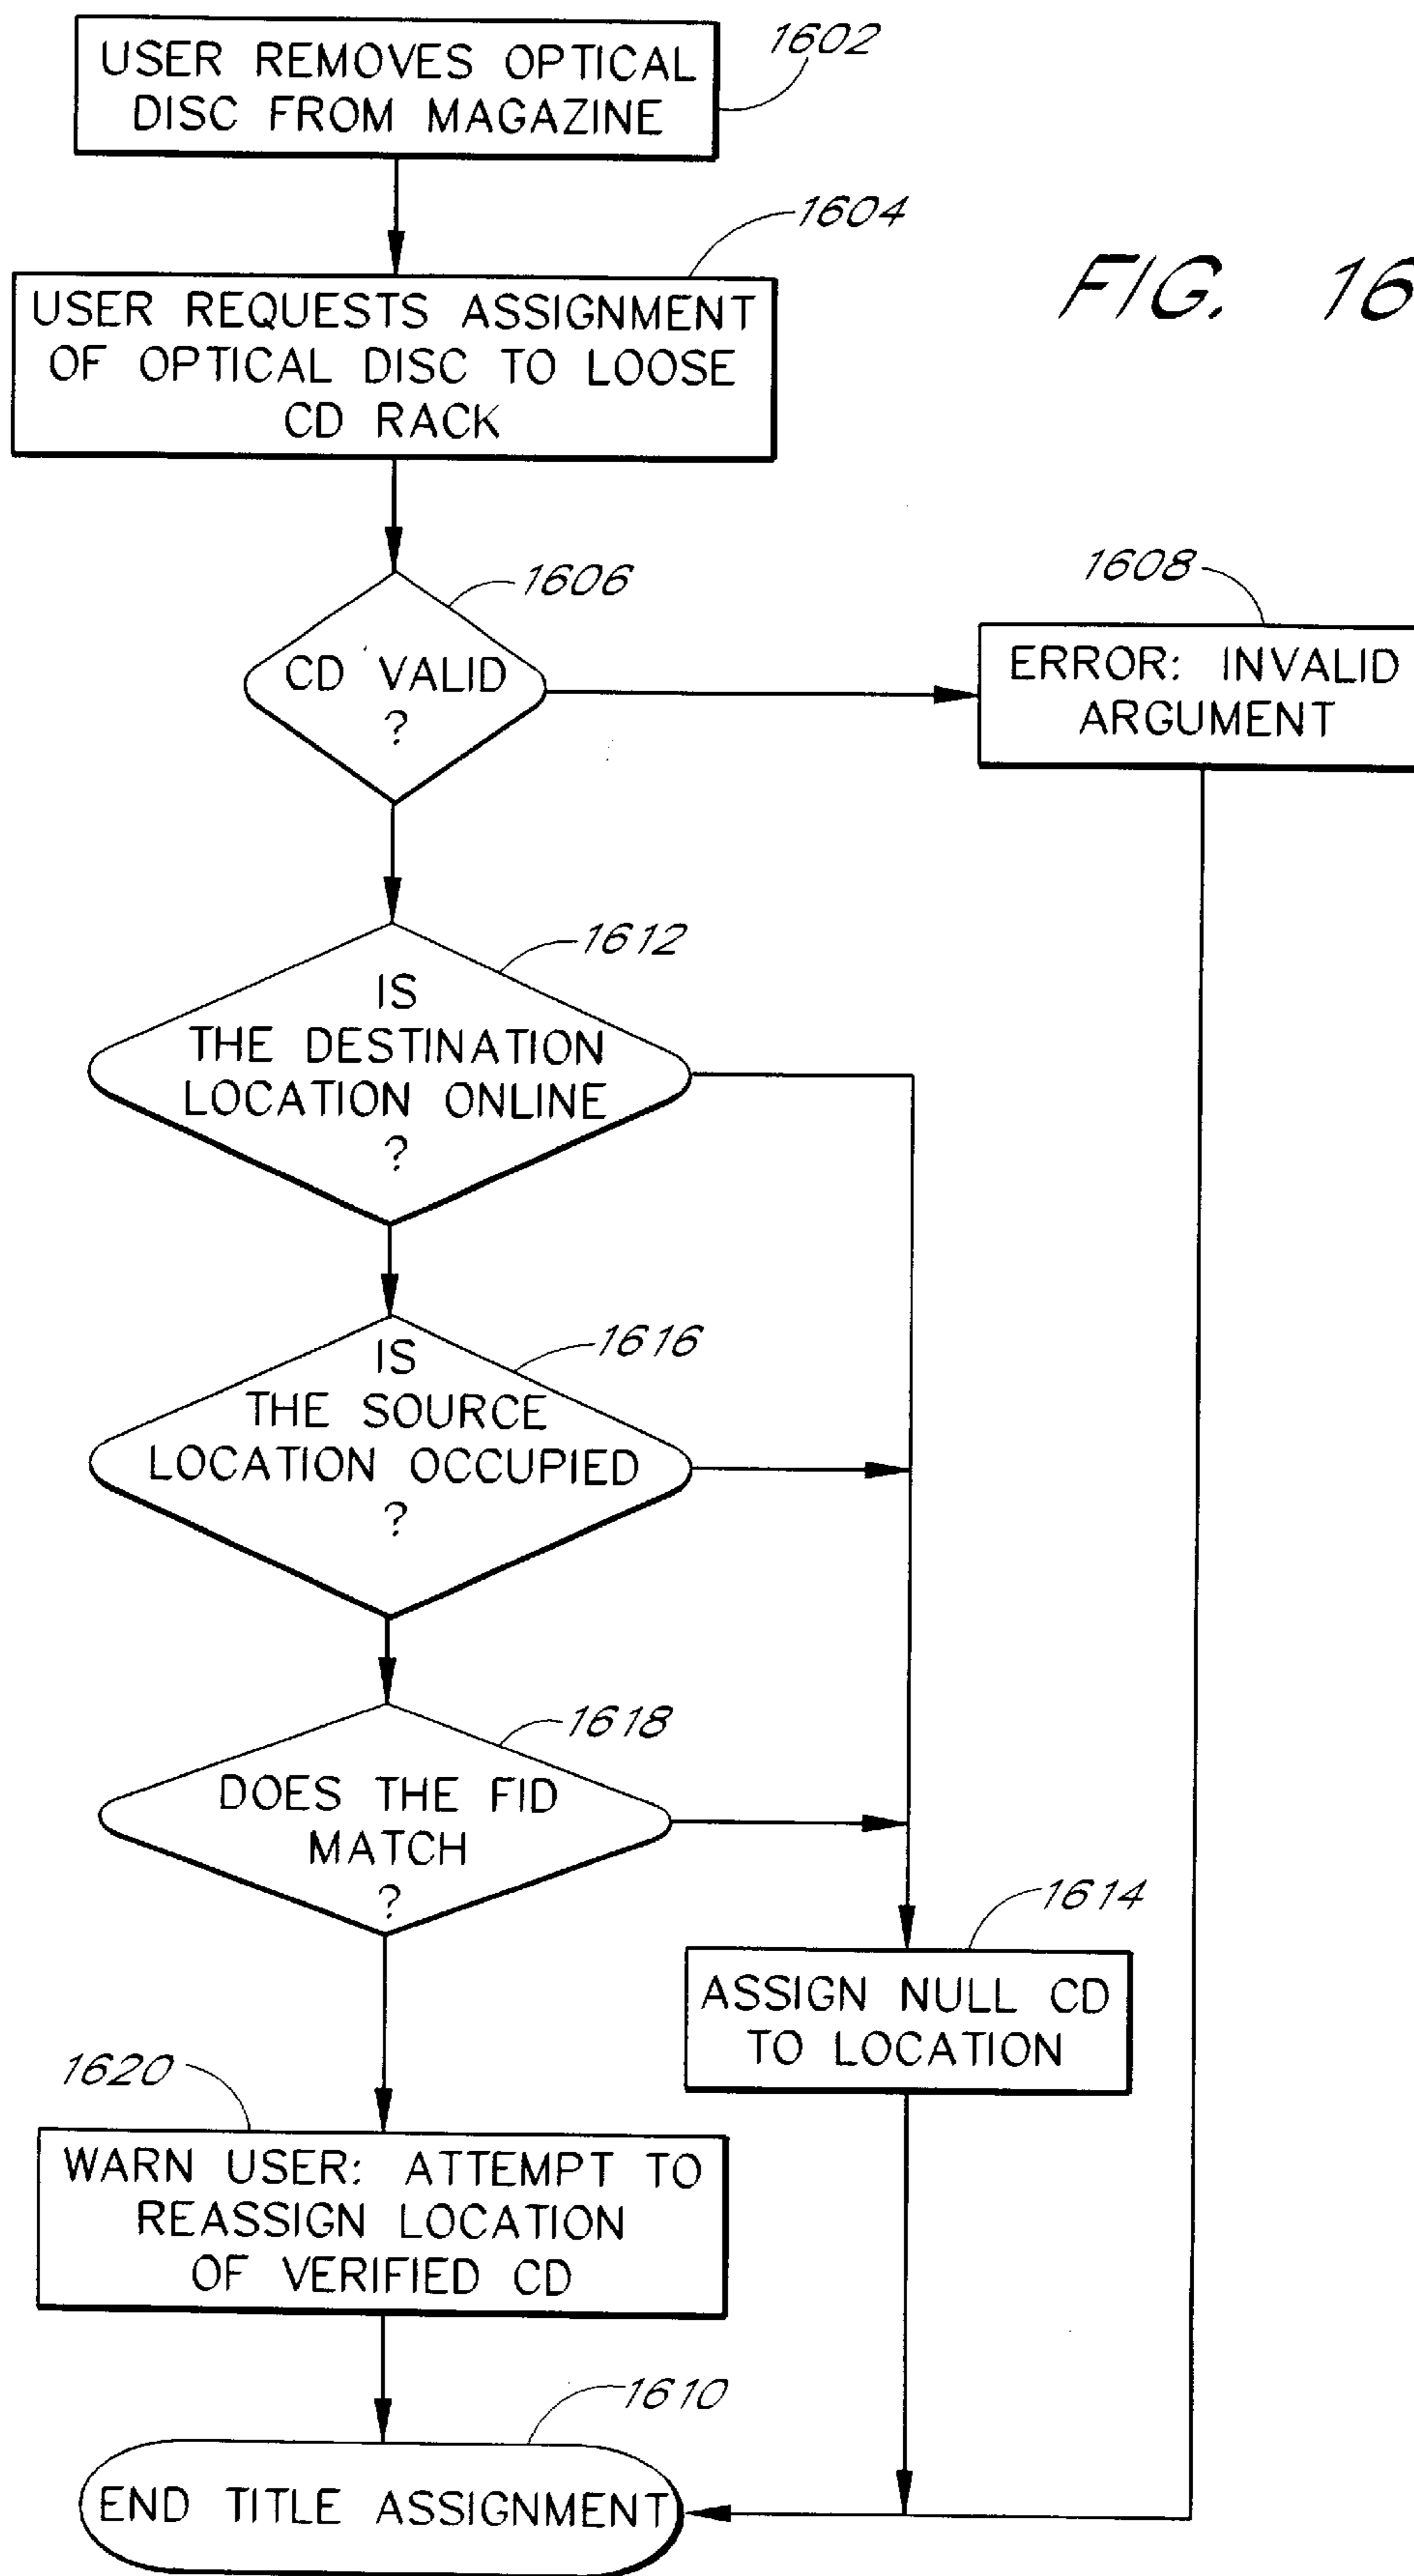 USER REMOVES OPTICAL
DISC FROM MAGAZINE
1602
USER REQUESTS ASSIGNMENT
OF OPTICAL DISC TO LOOSE
CD RACK
1604
FIG. 16
CD VALID
?
1606
ERROR: INVALID
ARGUMENT
1608
IS
THE DESTINATION
LOCATION ONLINE
?
1612
IS
THE SOURCE
LOCATION OCCUPIED
?
1616
DOES THE FID
MATCH
?
1618
ASSIGN NULL CD
TO LOCATION
1614
WARN USER: ATTEMPT TO
REASSIGN LOCATION
OF VERIFIED CD
1620
END TITLE ASSIGNMENT
1610